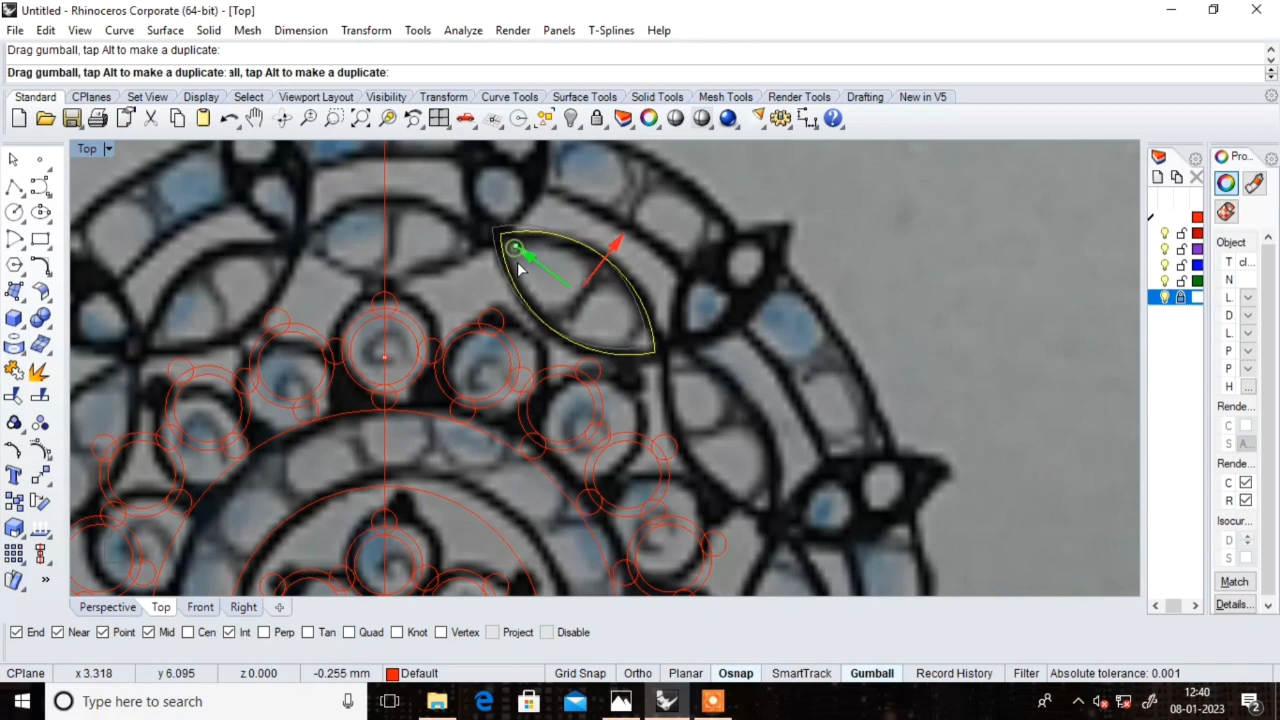 Untitled - Rhinoceros Corporate (64-bit) - [Top]
File Edit View Curve Surface Solid Mesh Dimension Transform Tools Analyze Render Panels T-Splines Help
Drag gumball, tap Alt to make a duplicate:
Drag gumball, tap Alt to make a duplicate: all, tap Alt to make a duplicate:
Standard CPlanes Set View Display Select Viewport Layout Visibility Transform Curve Tools Surface Tools Solid Tools Mesh Tools Render Tools Drafting New in V5
Top
Pro...
Object
T cl...
N
L...
D...
L...
P...
H ...
Rende...
C
S A...
Rende...
C
R
Isocur...
D
S
Match
Details...
Perspective Top Front Right
End Near Point Mid Cen Int Perp Tan Quad Knot Vertex Project Disable
CPlane x 3.318 y 6.095 z 0.000 -0.255 mm Default Grid Snap Ortho Planar Osnap SmartTrack Gumball Record History Filter Absolute tolerance: 0.001
Type here to search
12:40
08-01-2023
2